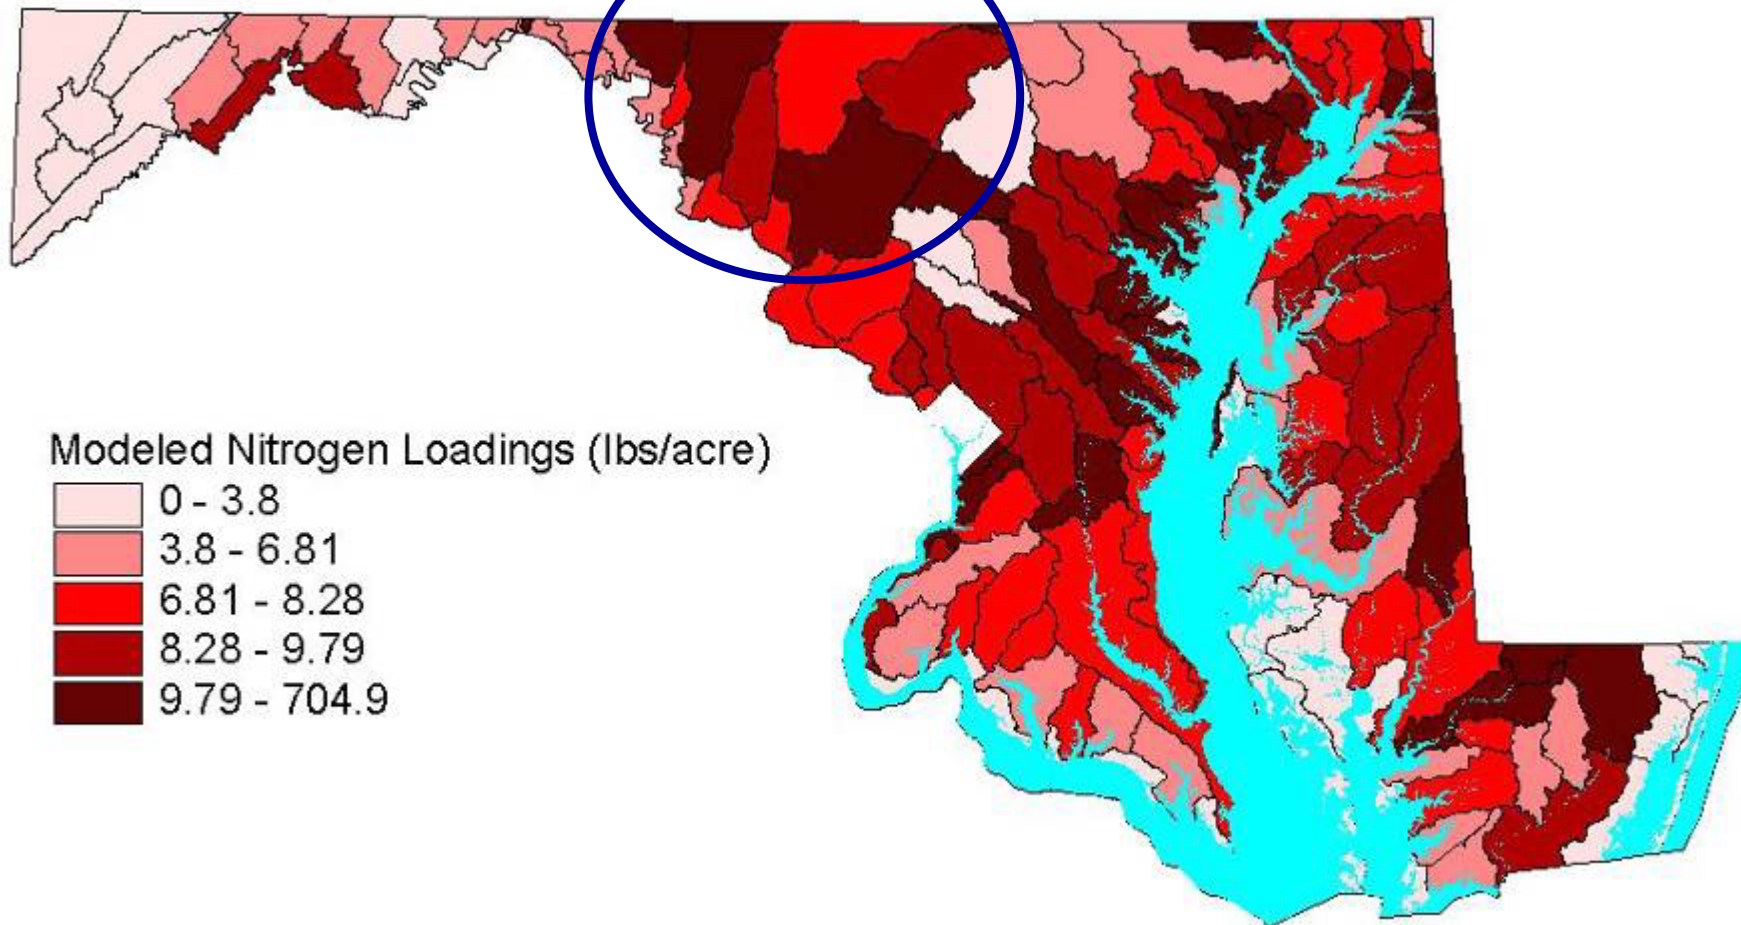 Modeled Nitrogen Loadings (lbs/acre)
0 - 3.8
3.8 - 6.81
6.81 - 8.28
8.28 - 9.79
9.79 - 704.9